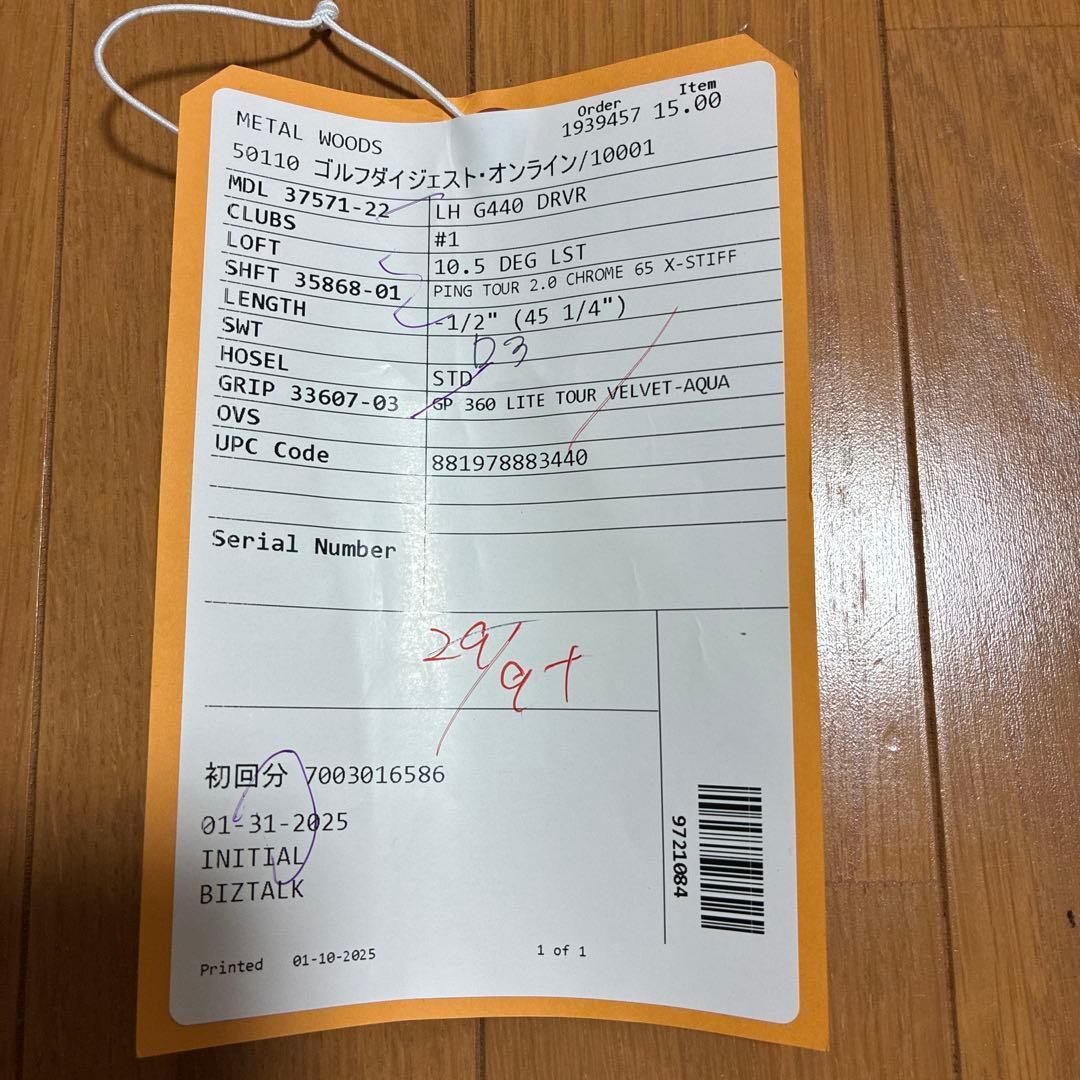 Order Item
METAL WOODS 1939457 15.00
50110 ゴルフダイジェスト・オンライン/10001
MDL 37571-22 LH G440 DRVR
CLUBS #1
LOFT 10.5 DEG LST
SHFT 35868-01 PING TOUR 2.0 CHROME 65 X-STIFF
LENGTH -1/2" (45 1/4")
SWT D3
HOSEL STD
GRIP 33607-03 GP 360 LITE TOUR VELVET-AQUA
OVS
UPC Code 881978883440
Serial Number
初回分 7003016586
01-31-2025
INITIAL
BIZTALK
Printed 01-10-2025 1 of 1
9721084